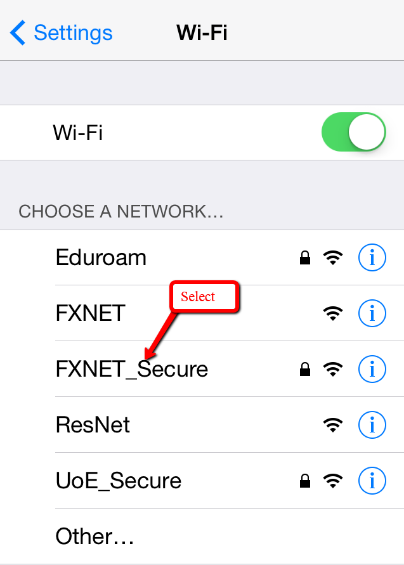 Settings
Wi-Fi
Wi-Fi
CHOOSE A NETWORK...
Eduroam
Select
FXNET
FXNET_Secure
ResNet
UoE_Secure
Other...